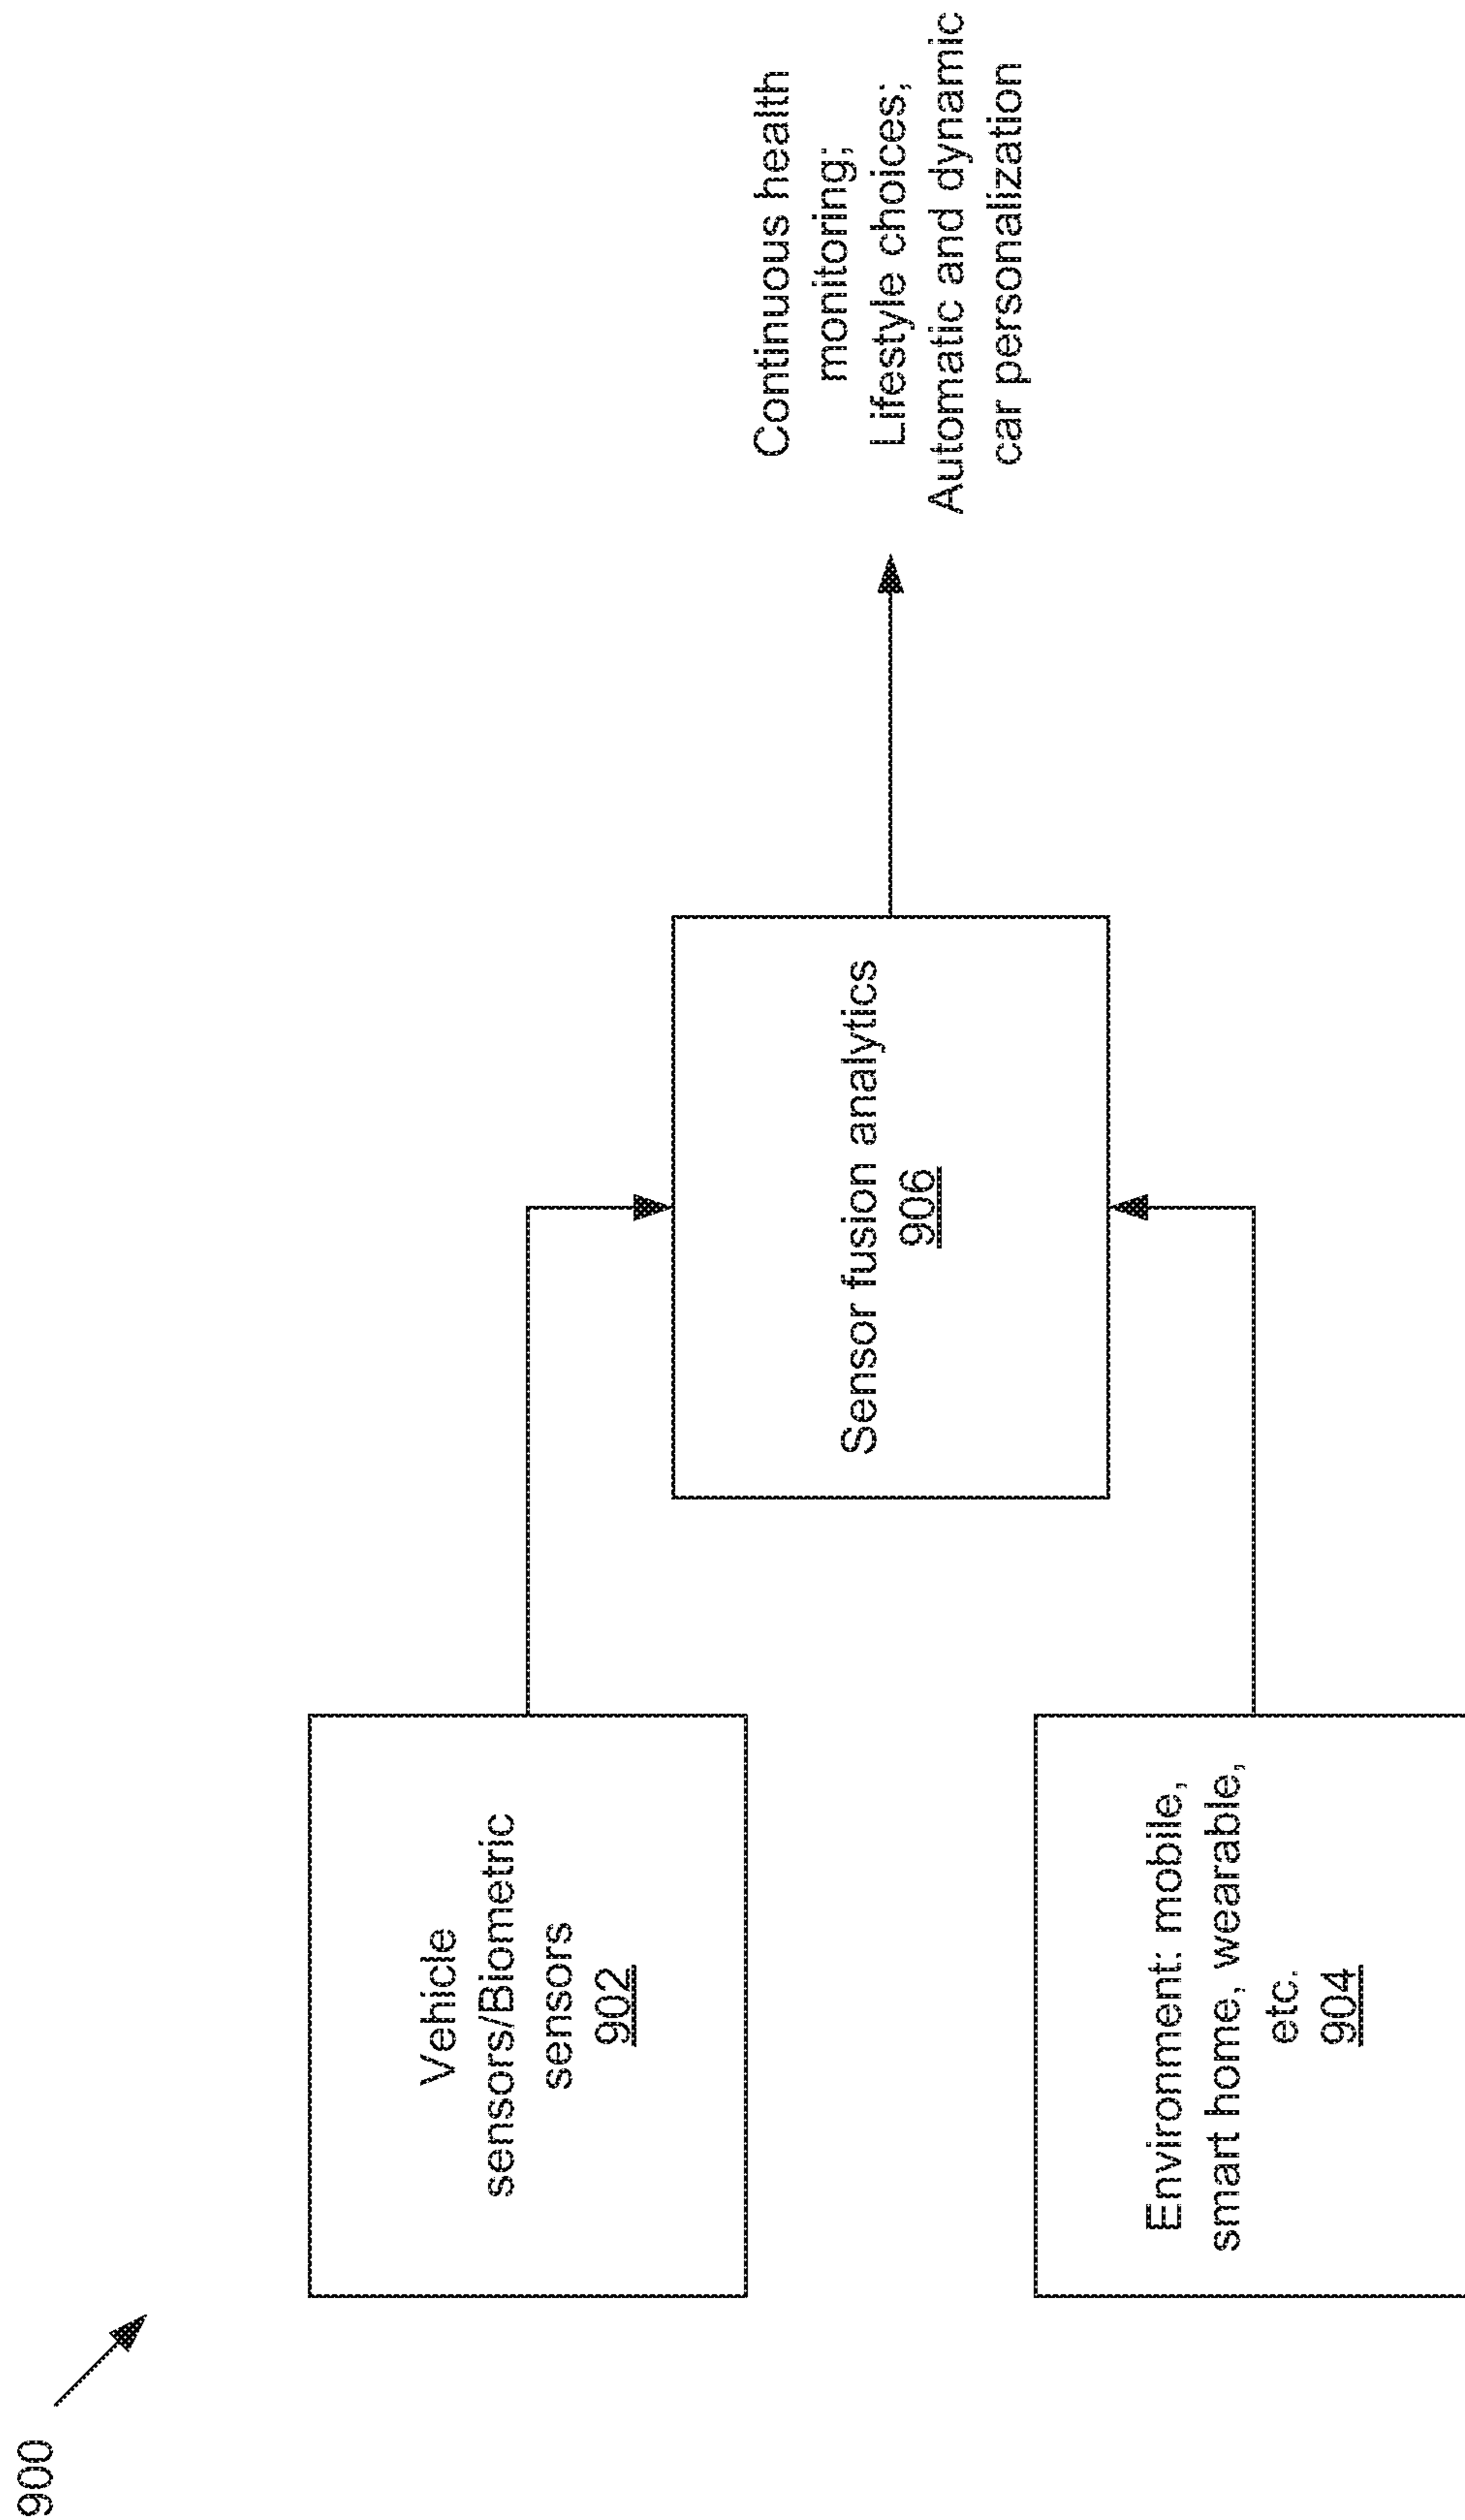 900
Vehicle
sensors/Biometric
sensors
902
Environment: mobile,
smart home, wearable,
etc.
904
Sensor fusion analytics
906
Continuous health
monitoring;
Lifestyle choices;
Automatic and dynamic
car personalization